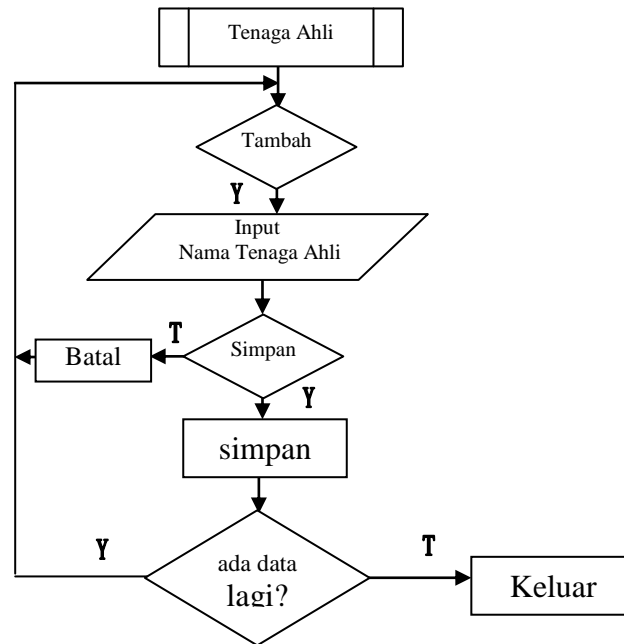 Tenaga Ahli
Tambah
Y
Input
Nama Tenaga Ahli
T
Batal
Simpan
Y
simpan
Y
ada data
lagi?
T
Keluar